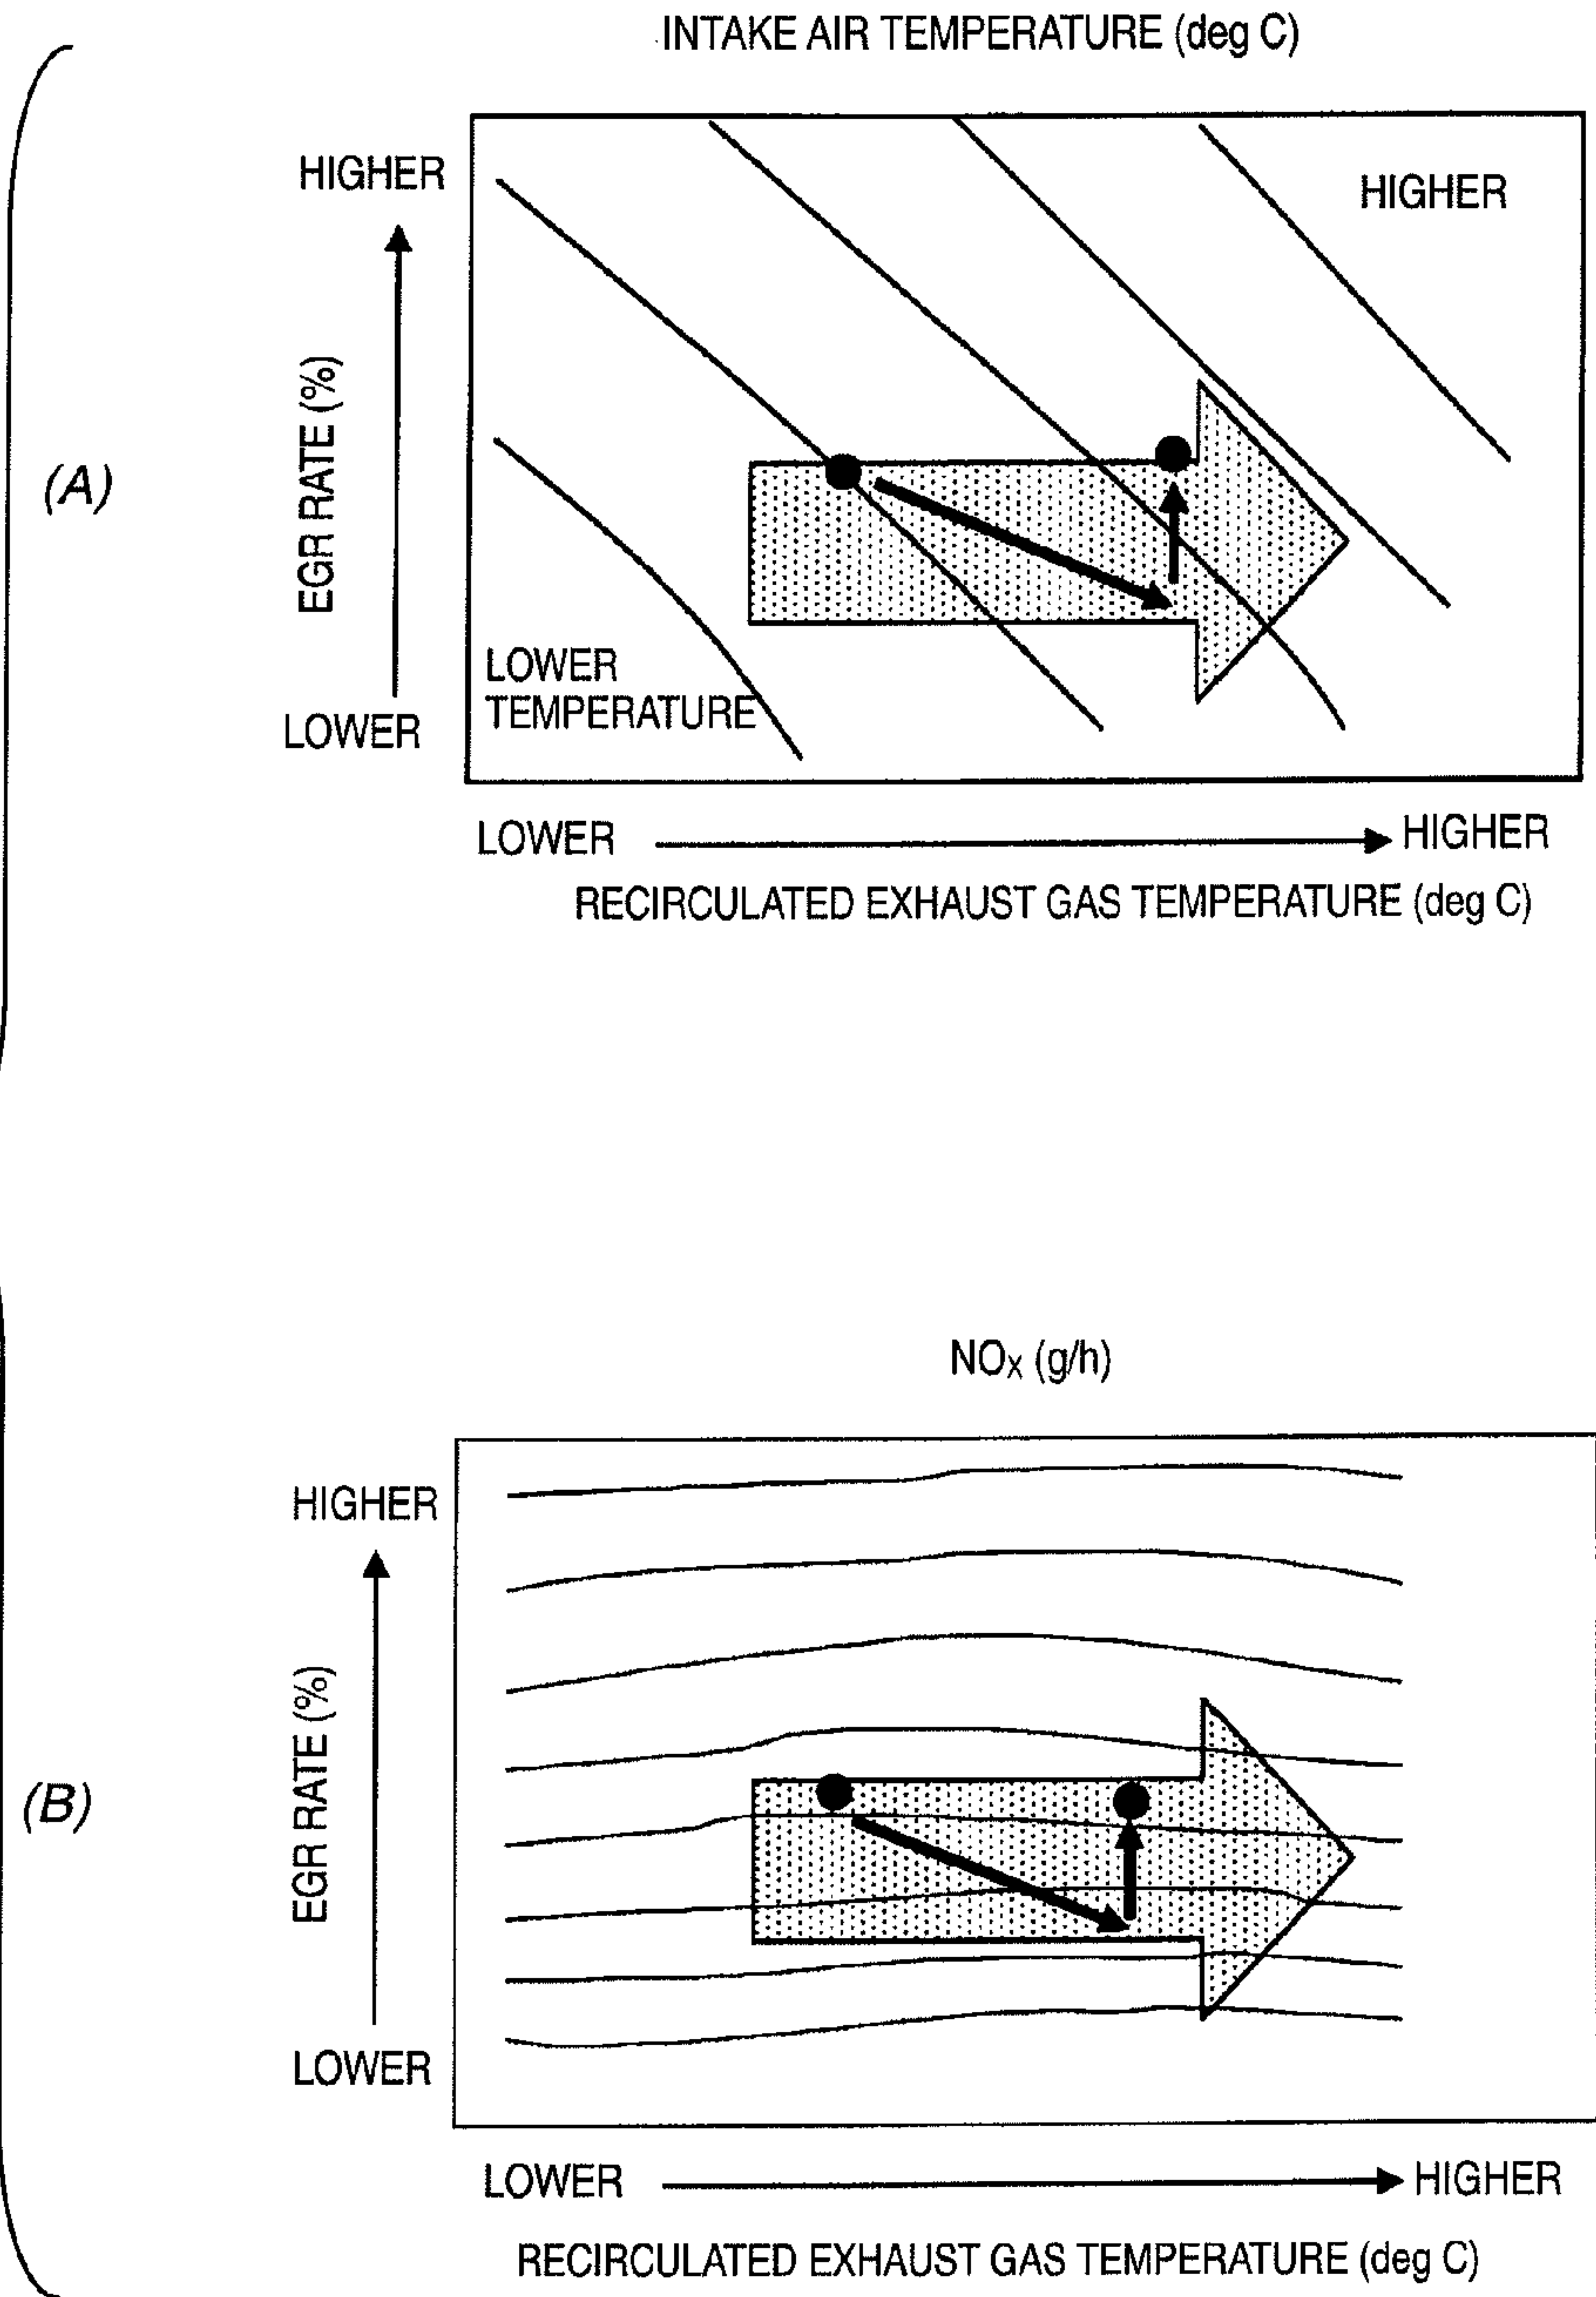 INTAKE AIR TEMPERATURE (deg C)
HIGHER
HIGHER
EGR RATE (%)
(A)
LOWER
TEMPERATURE
LOWER
LOWER
HIGHER
RECIRCULATED EXHAUST GAS TEMPERATURE (deg C)
NOX (g/h)
HIGHER
EGR RATE (%)
(B)
LOWER
LOWER
HIGHER
RECIRCULATED EXHAUST GAS TEMPERATURE (deg C)